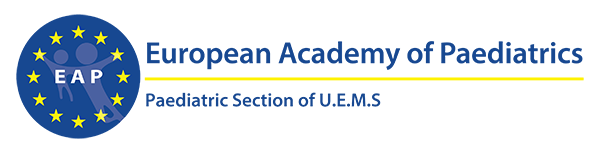 EAP
European Academy of Paediatrics
Paediatric Section of U.E.M.S